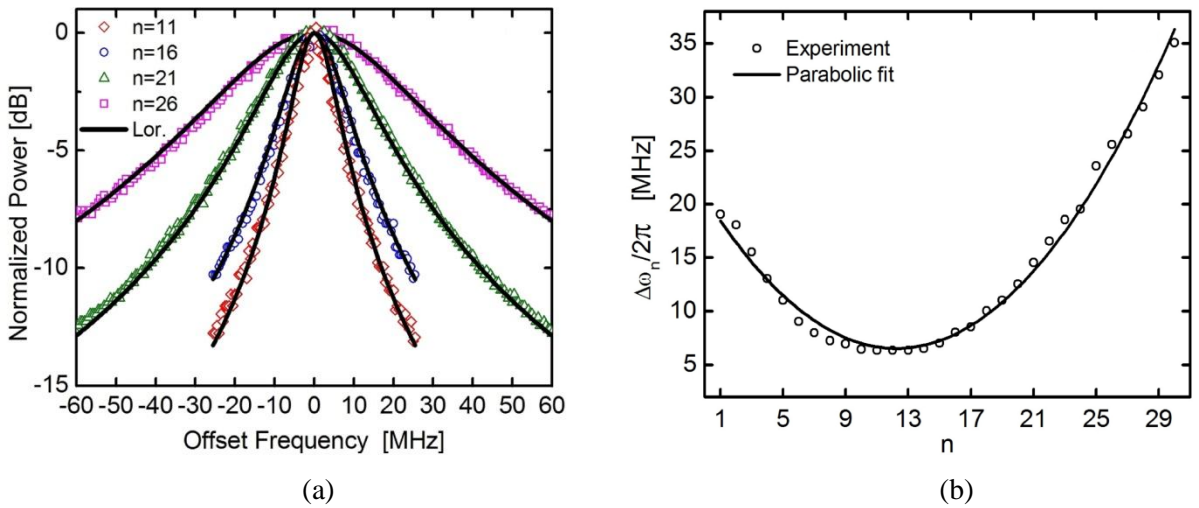 n=11
n=16
n=21
n=26
Lor.
Normalized Power [dB]
0
-5
-10
-15
-60 -50 -40 -30 -20 -10 0 10 20 30 40 50 60
Offset Frequency [MHz]
(a)
Experiment
Parabolic fit
Δωₙ/2π [MHz]
35
30
25
20
15
10
5
1 5 9 13 17 21 25 29
n
(b)